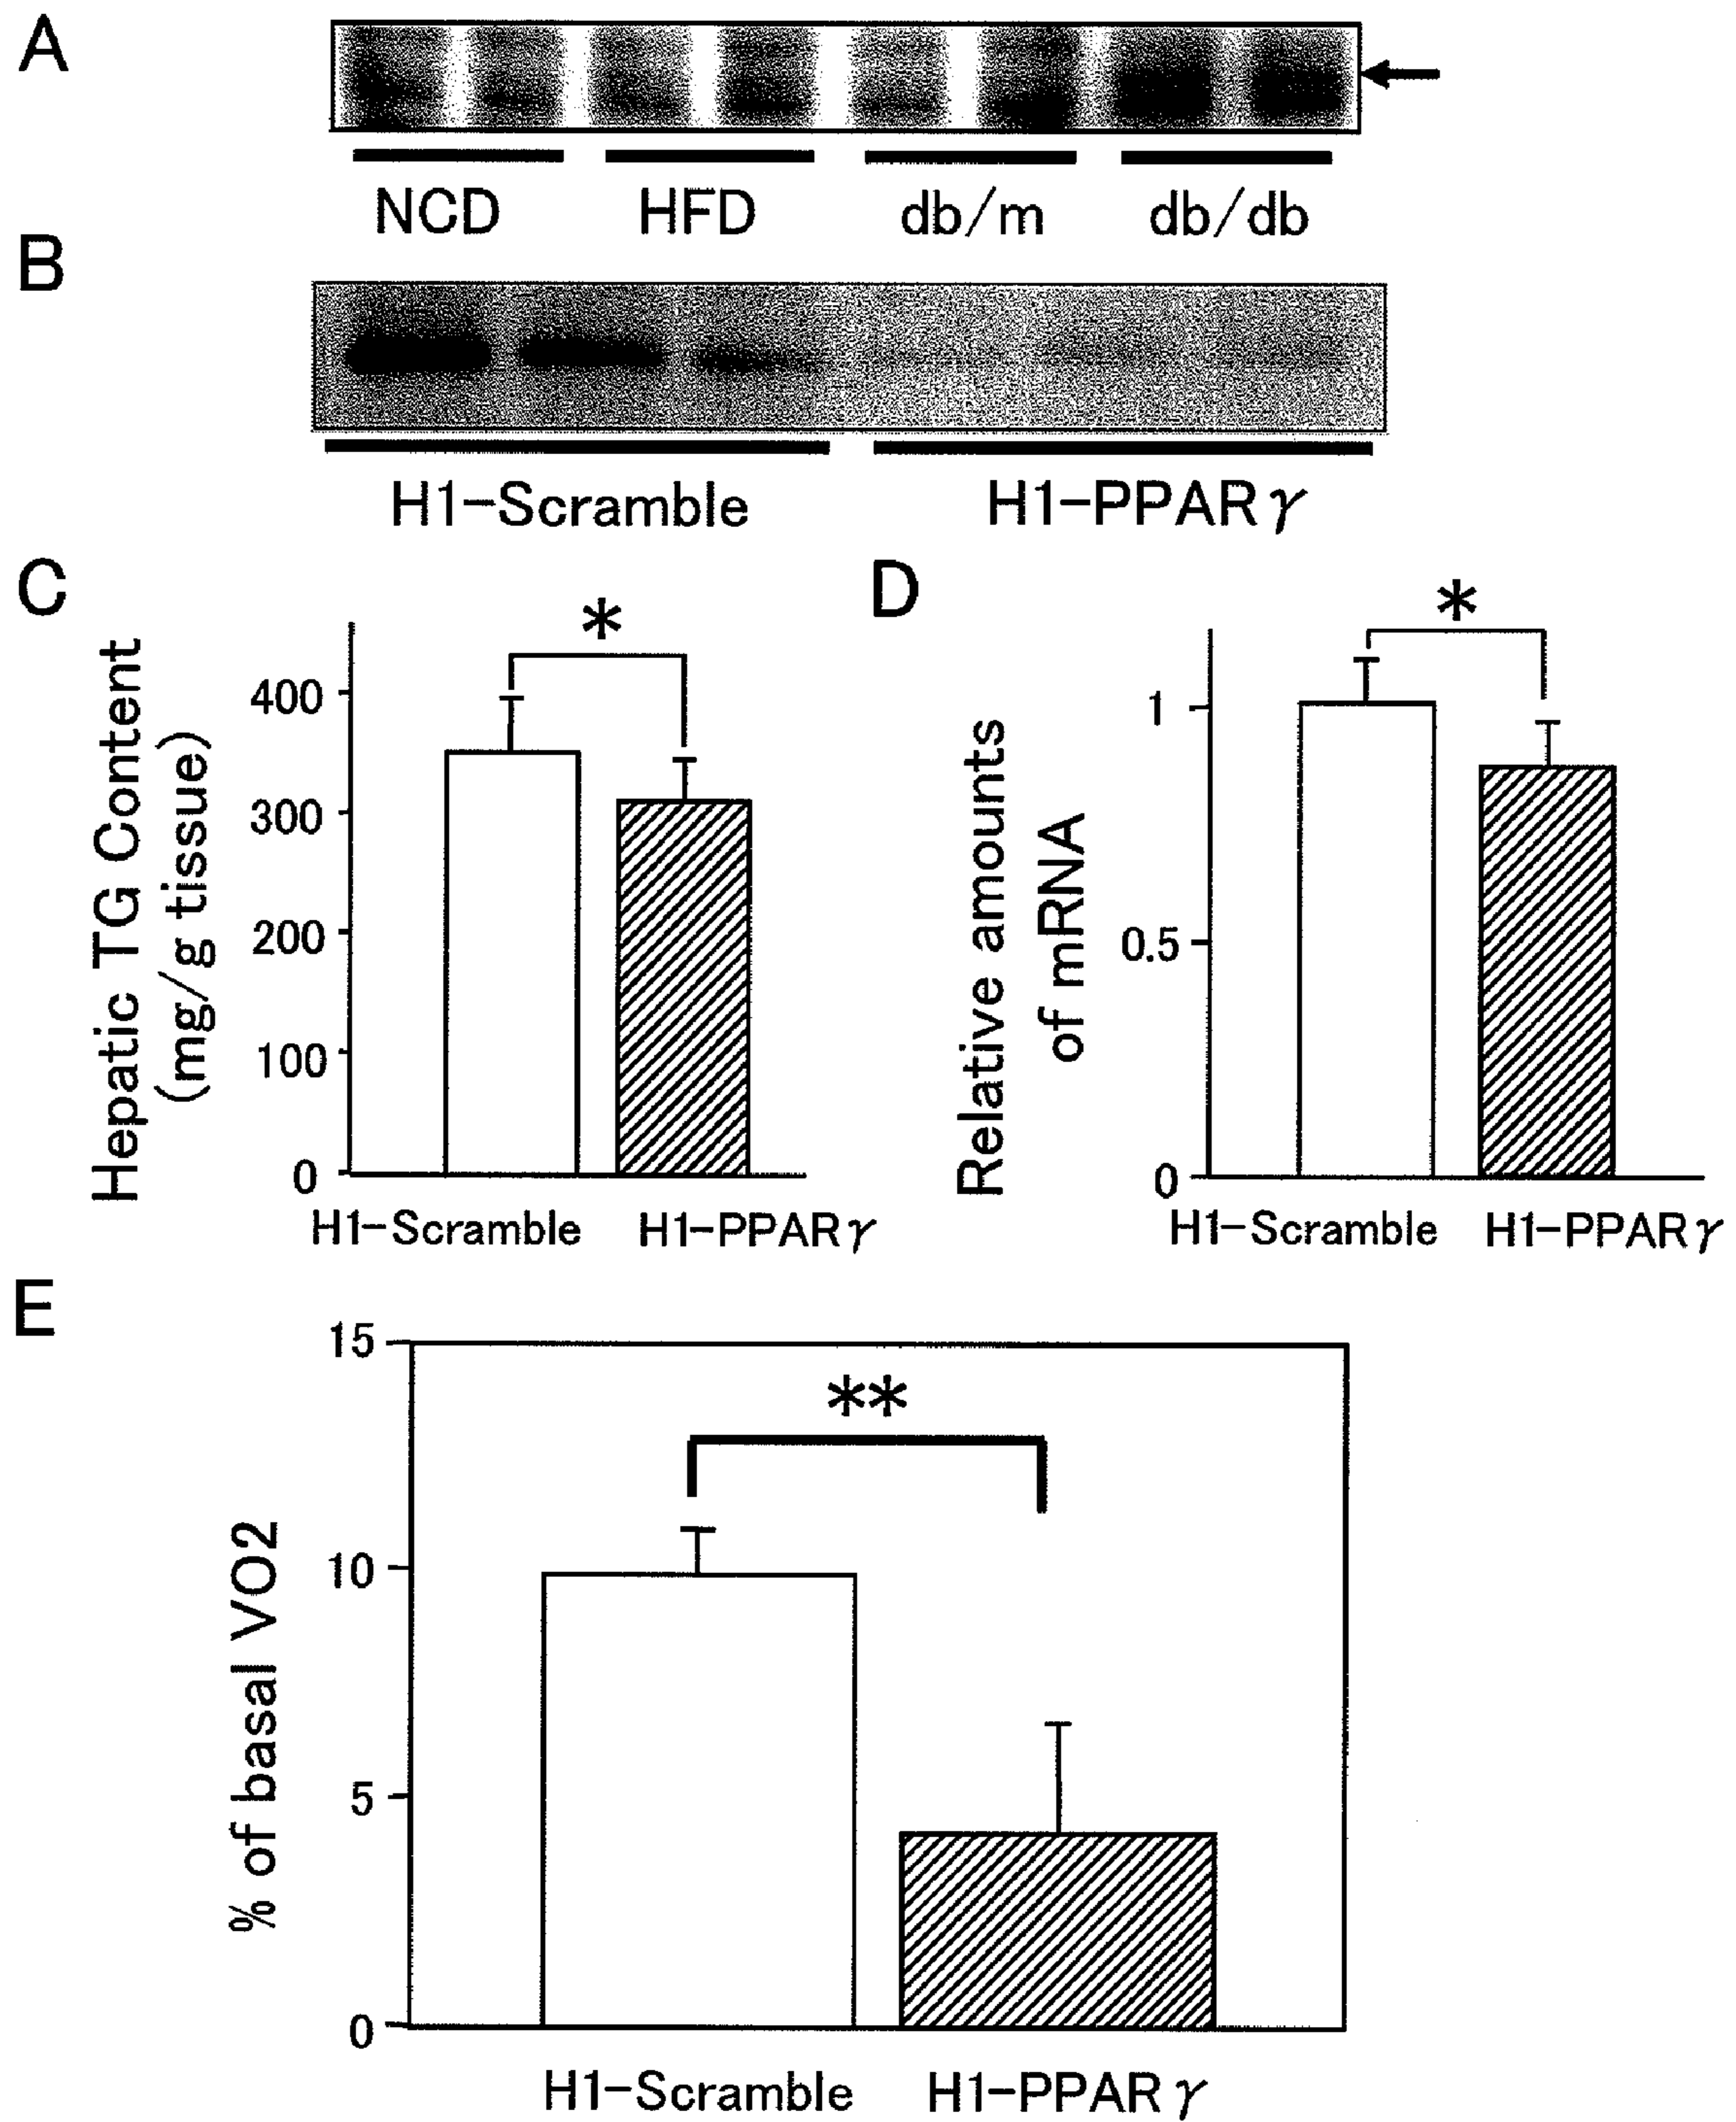 A
NCD HFD db/m db/db
B
H1-Scramble H1-PPARγ
C
*
Hepatic TG Content
(mg/g tissue)
400
300
200
100
0
H1-Scramble H1-PPARγ
D
*
Relative amounts
of mRNA
1
0.5
0
H1-Scramble H1-PPARγ
E
**
% of basal VO2
15
10
5
0
H1-Scramble H1-PPARγ